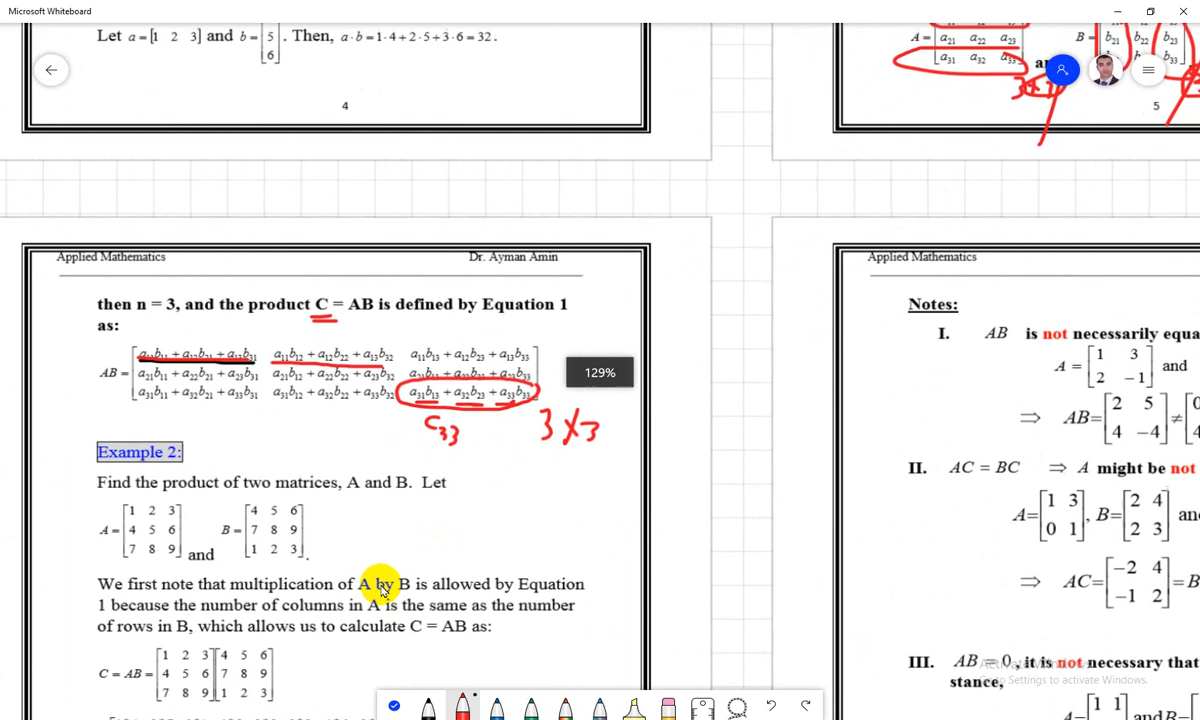 Microsoft Whiteboard
Let a = [1 2 3] and b = [5 6]. Then, a·b = 1·4 + 2·5 + 3·6 = 32.
4
A = a21 a22 a23
a31 a32 a33
B = b21 b22 b23
b33
3×3
5
Applied Mathematics Dr. Ayman Amin
then n = 3, and the product C = AB is defined by Equation 1
as:
a11b11 + a12b21 + a13b31 a11b12 + a12b22 + a13b32 a11b13 + a12b23 + a13b33
AB = a21b11 + a22b21 + a23b31 a21b12 + a22b22 + a23b32 a21b13 + a22b23 + a23b33
a31b11 + a32b21 + a33b31 a31b12 + a32b22 + a33b32 a31b13 + a32b23 + a33b33
C33
3×3
129%
Example 2:
Find the product of two matrices, A and B. Let
1 2 3 4 5 6
A = 4 5 6 B = 7 8 9
7 8 9 and 1 2 3.
We first note that multiplication of A by B is allowed by Equation
1 because the number of columns in A is the same as the number
of rows in B, which allows us to calculate C = AB as:
1 2 3 4 5 6
C = AB = 4 5 6 7 8 9
7 8 9 1 2 3
Applied Mathematics
Notes:
I. AB is not necessarily equa
A = [1 3 2 −1] and
⇒ AB= [2 5 4 −4] ≠ [0 4
II. AC = BC ⇒ A might be not
A= [1 3 0 1], B= [2 4 2 3] an
⇒ AC= [−2 4 −1 2] = B
III. AB = 0, it is not necessary that
stance,
1 1
A= and B=
Go to Settings to activate Windows.